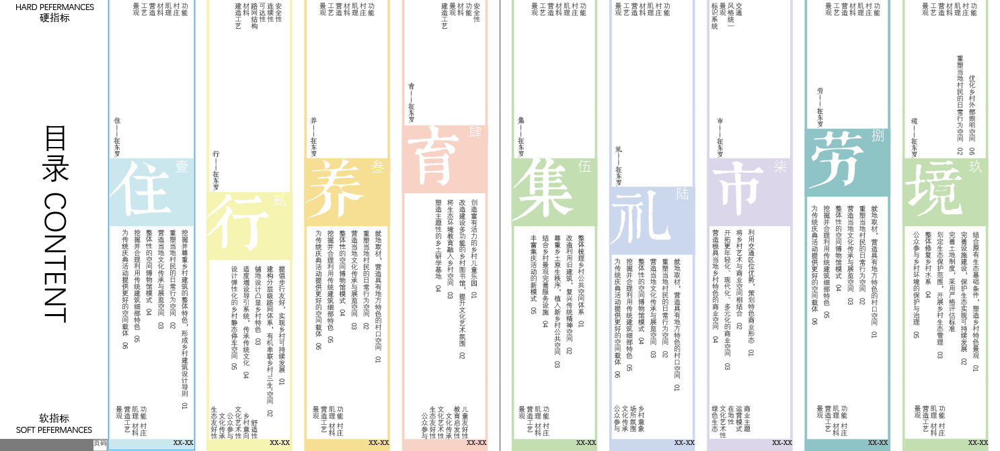 HARD PEFERMANCES
硬指标
目录 CONTENT
软指标
SOFT PEFERMANCES
页码
功能
村庄
肌理
材料
营造
工艺
景观
住——在东罗
住
壹
挖掘并尊重乡村建筑的整体特色，形成乡村建筑设计导则 01
重塑当地村民的日常行为空间 02
营造当地文化传承与展览空间 03
整体性的空间博物馆模式 04
挖掘并合理利用传统建筑细部特色 05
为传统庆典活动提供更好的空间载体 06
功能 村庄
肌理 材料
营造工艺
景观
XX-XX
安全性
连续性
可达性
路网结构
材料
建造工艺
行——在东罗
行
贰
提倡步行友好，实现乡村可持续发展 01
建构分层级路网体系，有机串联乡村"三生"空间 02
铺地设计凸显乡村特色 03
适度增设导引系统，传承传统文化 04
设计弹性化的乡村静态停车空间 05
舒适性
乡村意向
文化艺术性
公众参与
文化传承
生态友好性
XX-XX
功能
村庄
肌理
材料
营造
工艺
景观
养——在东罗
养
叁
就地取材，营造具有地方特色的村口空间 01
重塑当地村民的日常行为空间 02
营造当地文化传承与展览空间 03
整体性的空间博物馆模式 04
挖掘并合理利用传统建筑细部特色 05
为传统庆典活动提供更好的空间载体 06
功能 村庄
肌理 材料
营造工艺
景观
XX-XX
安全性
功能
景观
材料
建造工艺
育——在东罗
育
肆
创造富有活力的乡村儿童乐园 01
改造建设多功能的乡村图书馆，提升文化艺术氛围 02
将生态环境教育融入乡村空间 03
塑造主题性的乡土研学基地 04
儿童友好性
教育启发性
文化艺术性
文化传承
生态友好性
公众参与
XX-XX
功能
村庄
肌理
材料
营造
工艺
景观
集——在东罗
集
伍
整体梳理乡村公共空间体系 01
改造利用旧建筑，复兴传统精神空间 02
尊重乡土原生秩序，植入新乡村公共空间 03
结合乡村景观完善服务设施 04
丰富集庆活动的新模式 05
功能 村庄
肌理 材料
营造工艺
景观
XX-XX
功能
村庄
肌理
材料
营造
工艺
景观
礼——在东罗
礼
陆
就地取材，营造具有地方特色的村口空间 01
重塑当地村民的日常行为空间 02
营造当地文化传承与展览空间 03
整体性的空间博物馆模式 04
挖掘并合理利用传统建筑细部特色 05
为传统庆典活动提供更好的空间载体 06
乡村意象
场所氛围
文化传承
公众参与
XX-XX
交通
风格统一
景观
标识系统
市——在东罗
市
柒
利用交通区位优势，策划特色商业形态 01
将乡村艺术与商业空间相结合 02
开拓更年轻化、现代化、多元化的商业空间 03
营造极具当地乡村特色的商业空间 04
商业主题
运营模式
在地性
文化艺术性
绿色生态
XX-XX
功能
村庄
肌理
材料
营造
工艺
景观
劳——在东罗
劳
捌
就地取材，营造具有地方特色的村口空间 01
重塑当地村民的日常行为空间 02
营造当地文化传承与展览空间 03
整体性的空间博物馆模式 04
挖掘并合理利用传统建筑细部特色 05
为传统庆典活动提供更好的空间载体 06
功能 村庄
肌理 材料
营造工艺
景观
XX-XX
功能
村庄
肌理
材料
营造
工艺
景观
优化乡村外部照明空间 06
重塑当地村民的日常行为空间 02
境——在东罗
境
玖
结合原有生态基础条件，塑造乡村特色景观 01
完善设施建设，保护生态实现可持续发展 02
完善土地制度，采用严格评估标准
划定生态保护范围，开展乡村生态管理 03
整体修复乡村水系 04
公众参与乡村环境的保护与治理 05
功能 村庄
肌理 材料
营造工艺
景观
XX-XX